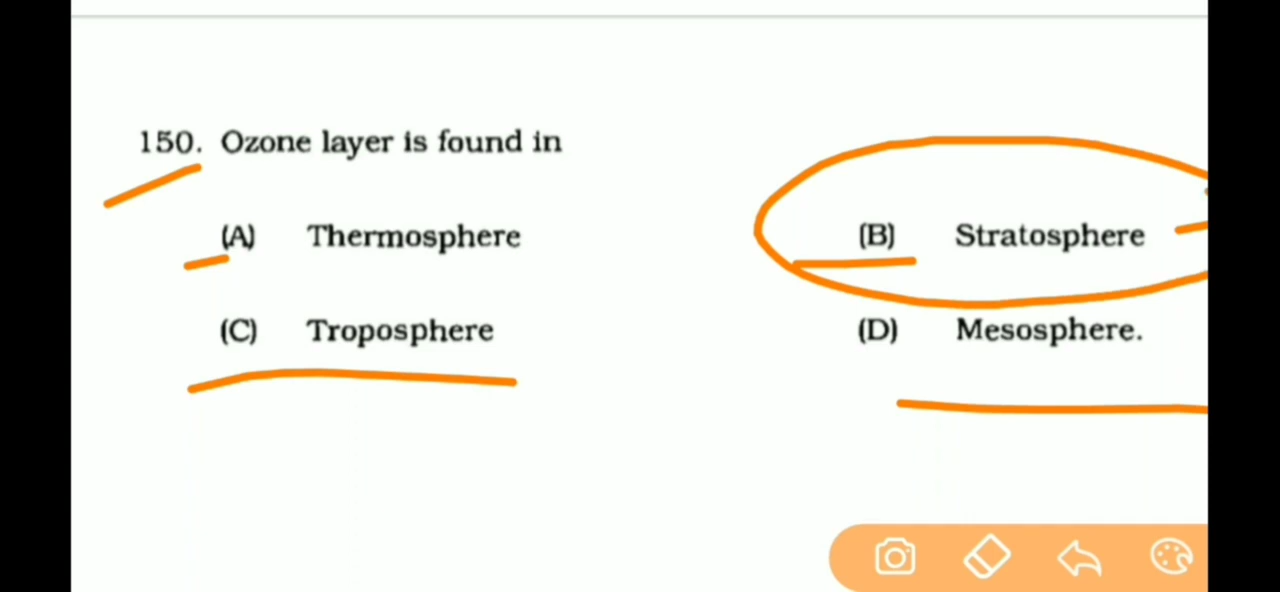 150. Ozone layer is found in
(A) Thermosphere (B) Stratosphere
(C) Troposphere (D) Mesosphere.